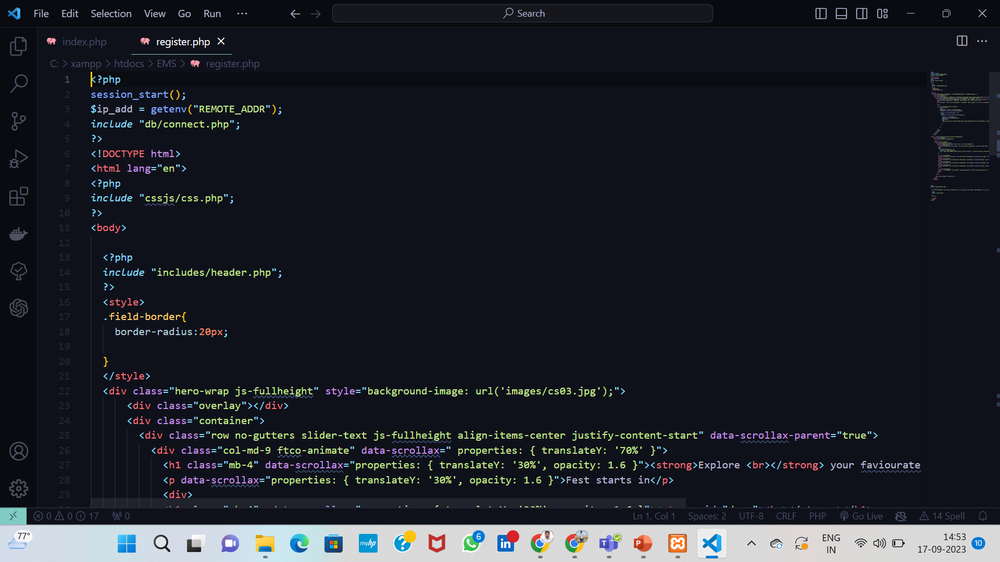 File Edit Selection View Go Run ··· Search
index.php register.php
C: > xampp > htdocs > EMS > register.php
1 <?php
2 session_start();
3 $ip_add = getenv("REMOTE_ADDR");
4 include "db/connect.php";
5 ?>
6 <!DOCTYPE html>
7 <html lang="en">
8 <?php
9 include "cssjs/css.php";
10 ?>
11 <body>
12
13 <?php
14 include "includes/header.php";
15 ?>
16 <style>
17 .field-border{
18 border-radius:20px;
19
20 }
21 </style>
22 <div class="hero-wrap js-fullheight" style="background-image: url('images/cs03.jpg');">
23 <div class="overlay"></div>
24 <div class="container">
25 <div class="row no-gutters slider-text js-fullheight align-items-center justify-content-start" data-scrollax-parent="true">
26 <div class="col-md-9 ftco-animate" data-scrollax=" properties: { translateY: '70%' }">
27 <h1 class="mb-4" data-scrollax="properties: { translateY: '30%', opacity: 1.6 }"><strong>Explore <br></strong> your faviourate
28 <p data-scrollax="properties: { translateY: '30%', opacity: 1.6 }">Fest starts in</p>
29 <div>
0 0 17 0 Ln 1, Col 1 Spaces: 2 UTF-8 CRLF PHP Go Live 14 Spell
77° myhp 6 in T P ENG IN 14:53 17-09-2023 10